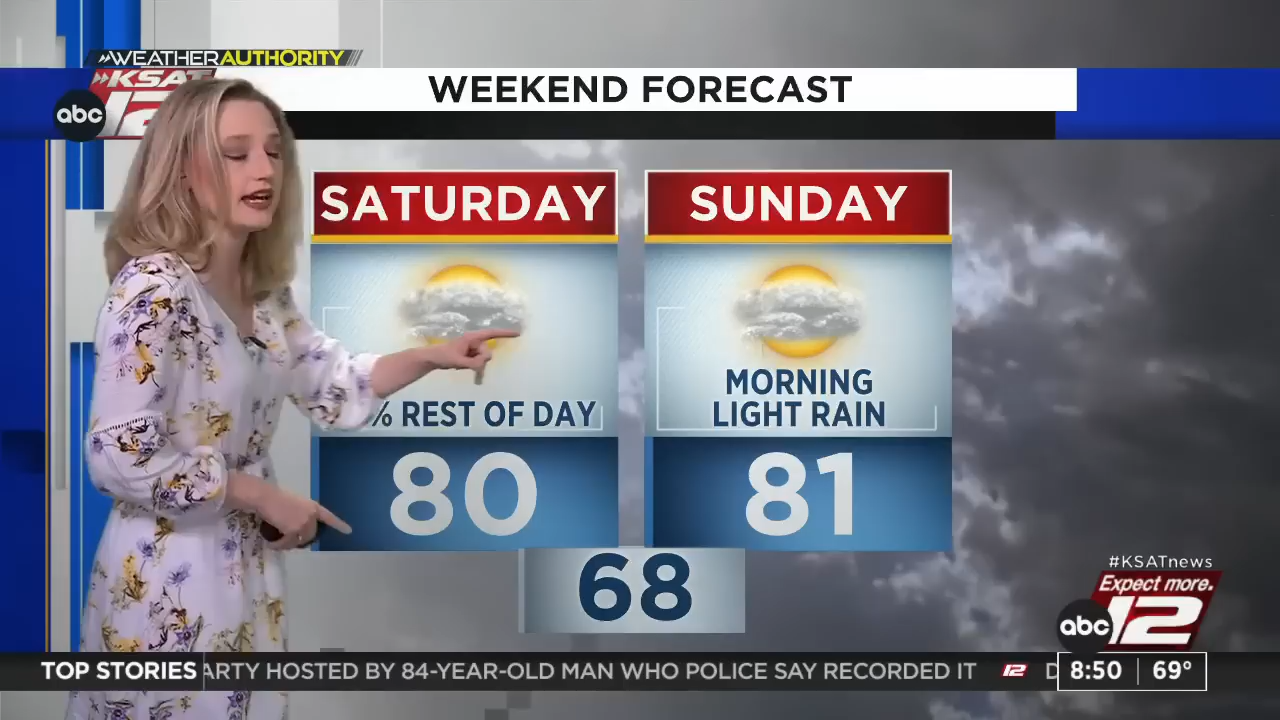 WEATHERAUTHORITY
KSAT
abc 12
WEEKEND FORECAST
SATURDAY
SUNDAY
% REST OF DAY
MORNING
LIGHT RAIN
80
81
68
#KSATnews
Expect more.
abc 12
TOP STORIES
ARTY HOSTED BY 84-YEAR-OLD MAN WHO POLICE SAY RECORDED IT 12 D
8:50 69°